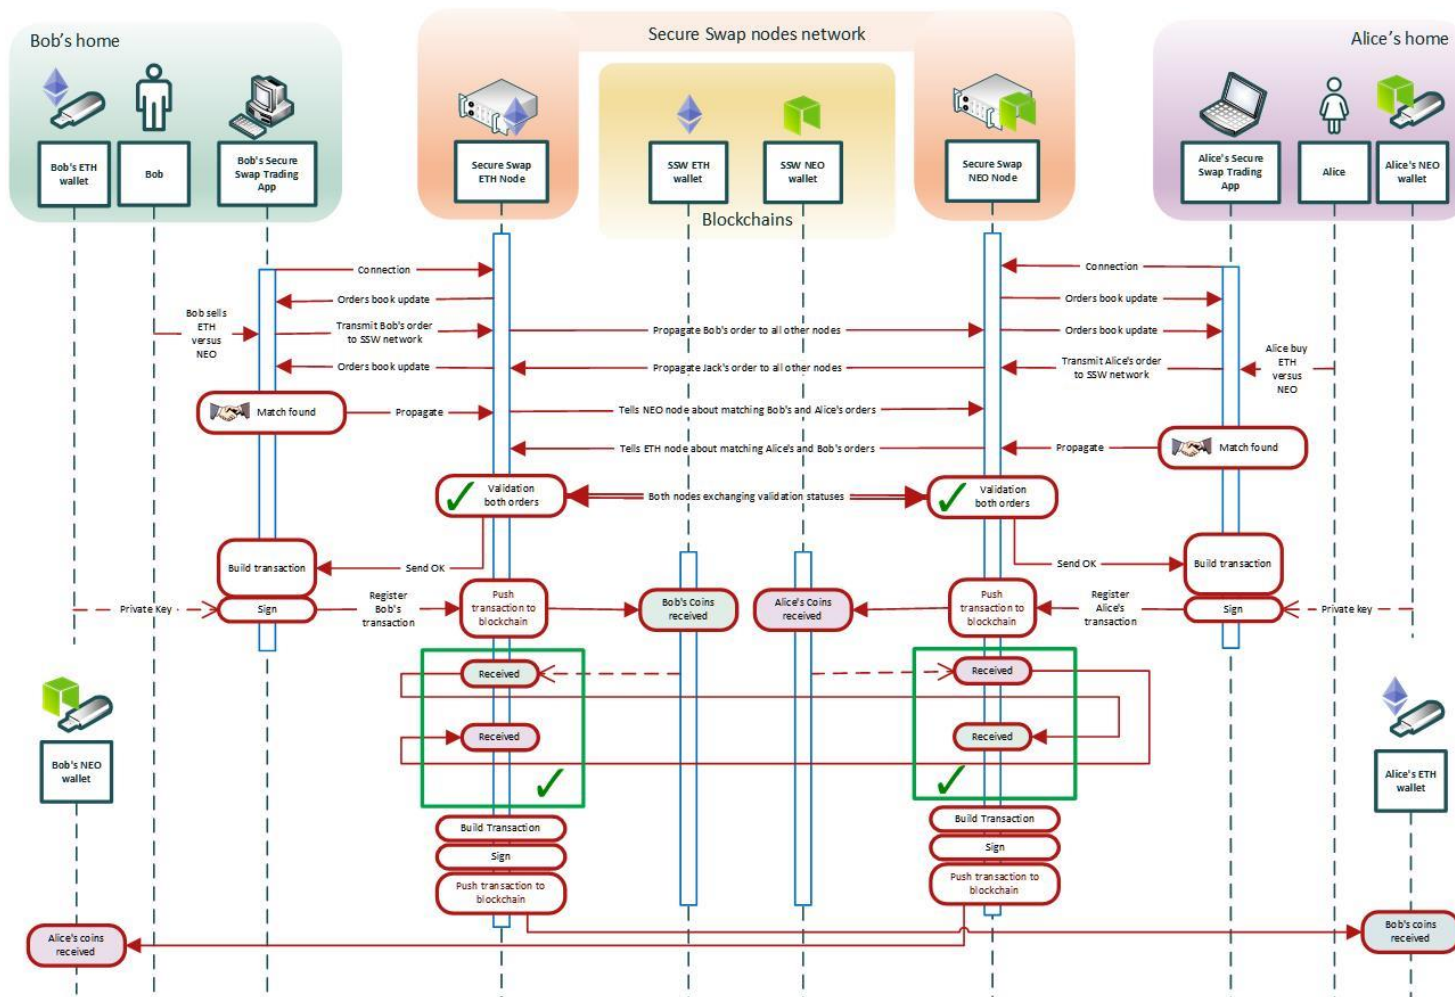 Bob's home
Secure Swap nodes network
Alice's home
Bob's ETH
wallet
Bob
Bob's Secure
Swap Trading
App
Secure Swap
ETH Node
SSW ETH
wallet
SSW NEO
wallet
Secure Swap
NEO Node
Alice's Secure
Swap Trading
App
Alice
Alice's NEO
wallet
Blockchains
Connection
Connection
Orders book update
Orders book update
Bob sells
ETH
versus
NEO
Transmit Bob's order
to SSW network
Propagate Bob's order to all other nodes
Orders book update
Orders book update
Propagate Jack's order to all other nodes
Transmit Alice's order
to SSW network
Alice buy
ETH
versus
NEO
Match found
Propagate
Tells NEO node about matching Bob's and Alice's orders
Tells ETH node about matching Alice's and Bob's orders
Propagate
Match found
Validation
both orders
Both nodes exchanging validation statuses
Validation
both orders
Build transaction
Send OK
Send OK
Build transaction
Private Key
Sign
Register
Bob's
transaction
Push
transaction to
blockchain
Bob's Coins
received
Alice's Coins
received
Push
transaction to
blockchain
Register
Alice's
transaction
Sign
Private key
Received
Received
Received
Received
Bob's NEO
wallet
Alice's ETH
wallet
Build Transaction
Sign
Push transaction to
blockchain
Build Transaction
Sign
Push transaction to
blockchain
Alice's coins
received
Bob's coins
received